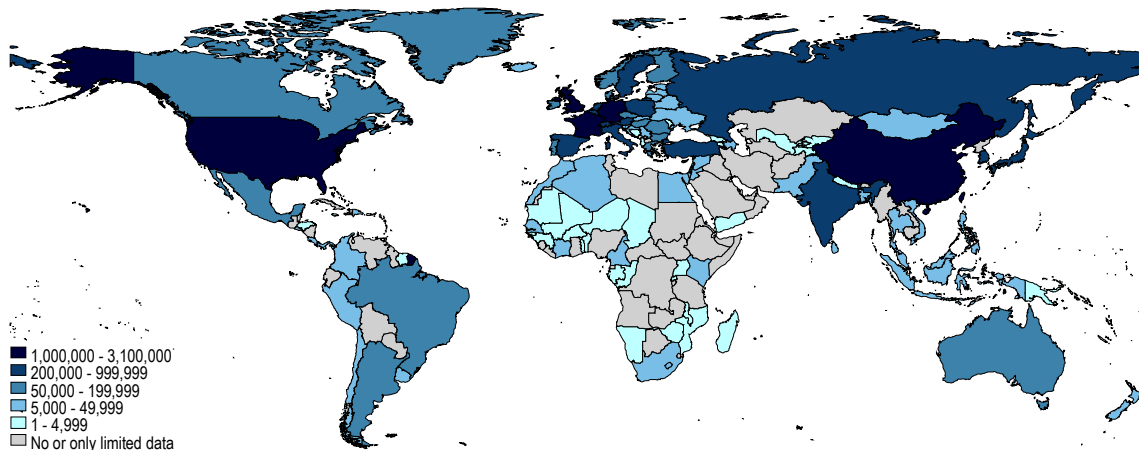 1,000,000 - 3,100,000
200,000 - 999,999
50,000 - 199,999
5,000 - 49,999
1 - 4,999
No or only limited data